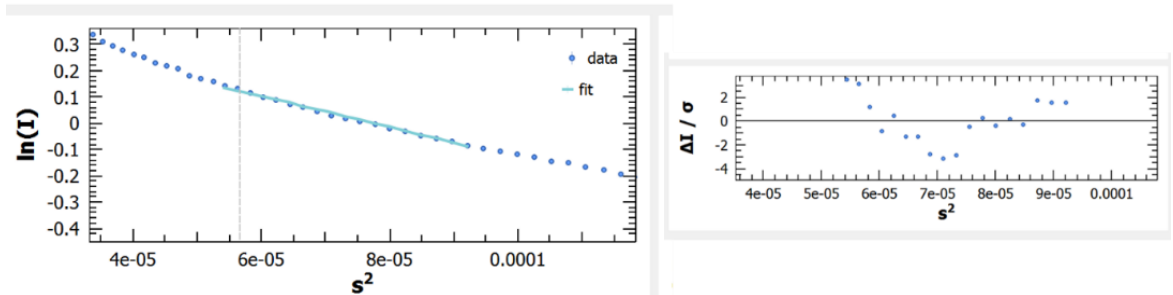 0.3
0.2
0.1
0
-0.1
-0.2
-0.3
-0.4
ln(I)
data
fit
4e-05
6e-05
8e-05
0.0001
s²
2
0
-2
-4
ΔI / σ
4e-05
5e-05
6e-05
7e-05
8e-05
9e-05
0.0001
s²